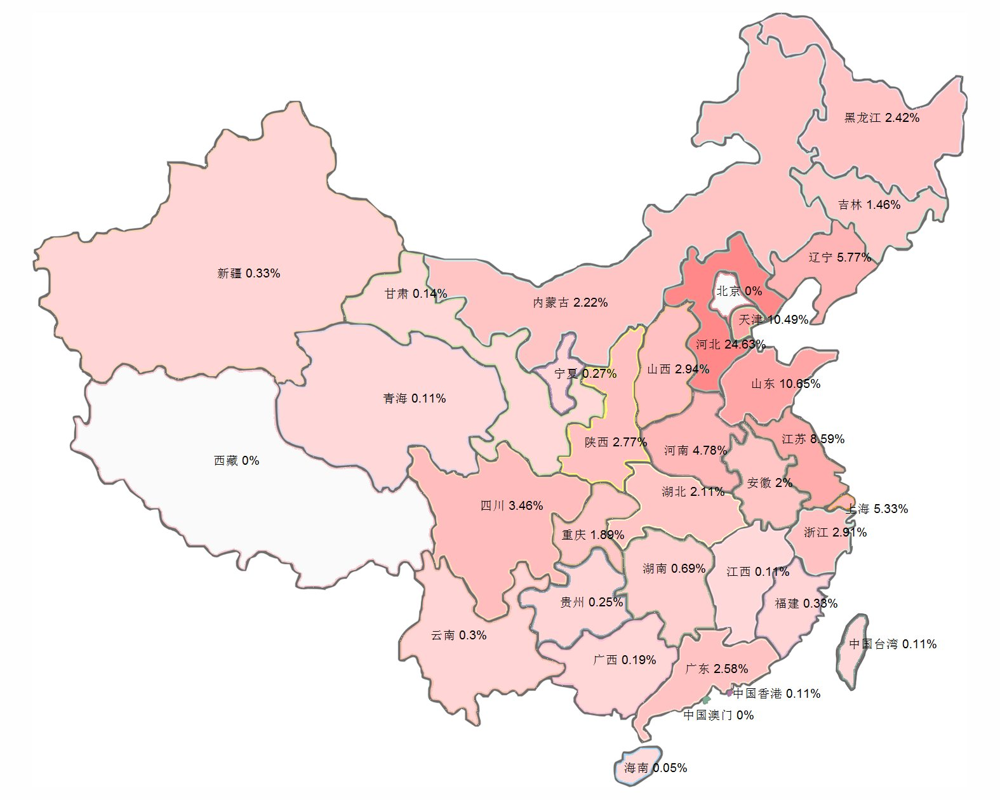 黑龙江 2.42%
吉林 1.46%
辽宁 5.77%
新疆 0.33%
北京 0%
甘肃 0.14%
内蒙古 2.22%
天津 10.49%
河北 24.63%
山西 2.94%
宁夏 0.27%
山东 10.65%
青海 0.11%
江苏 8.59%
陕西 2.77%
河南 4.78%
西藏 0%
安徽 2%
湖北 2.11%
四川 3.46%
上海 5.33%
浙江 2.91%
重庆 1.89%
湖南 0.69%
江西 0.11%
贵州 0.25%
福建 0.33%
云南 0.3%
中国台湾 0.11%
广西 0.19%
广东 2.58%
中国香港 0.11%
中国澳门 0%
海南 0.05%